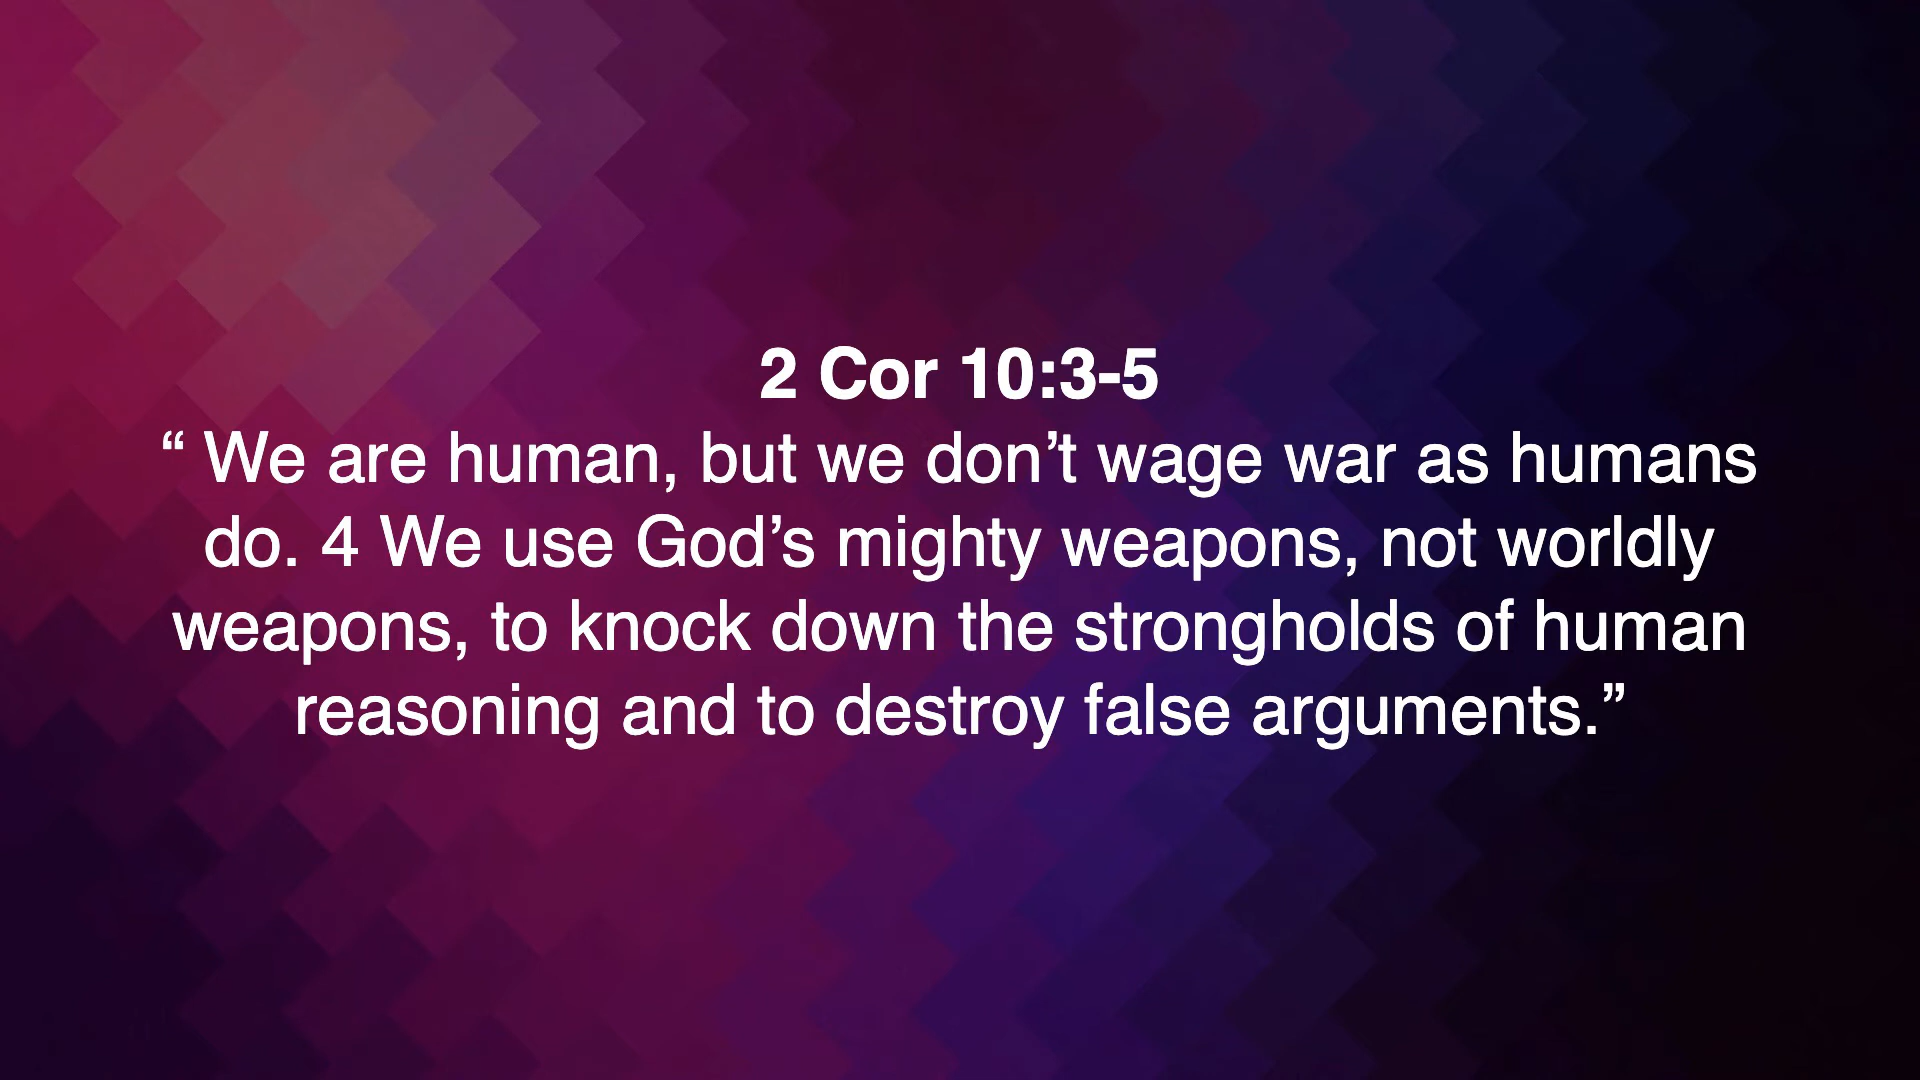 2 Cor 10:3-5
“ We are human, but we don’t wage war as humans
do. 4 We use God’s mighty weapons, not worldly
weapons, to knock down the strongholds of human
reasoning and to destroy false arguments.”